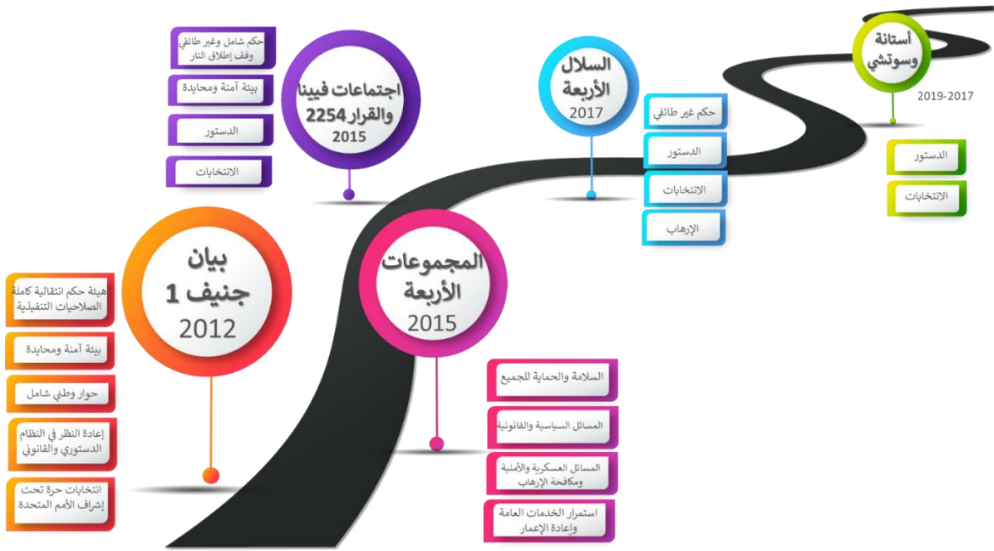 بيان
جنيف 1
2012
هيئة حكم انتقالية كاملة
الصلاحيات التنفيذية
بيئة آمنة ومحايدة
حوار وطني شامل
إعادة النظر في النظام
الدستوري والقانوني
انتخابات حرة تحت
إشراف الأمم المتحدة
المجموعات
الأربعة
2015
السلامة والحماية للجميع
المسائل السياسية والقانونية
المسائل العسكرية والأمنية
ومكافحة الإرهاب
استمرار الخدمات العامة
وإعادة الإعمار
اجتماعات فيينا
والقرار 2254
2015
حكم شامل وغير طائفي
وقف إطلاق النار
بيئة آمنة ومحايدة
الدستور
الانتخابات
السلال
الأربعة
2017
حكم غير طائفي
الدستور
الانتخابات
الإرهاب
أستانة
وسوتشي
2019-2017
الدستور
الانتخابات